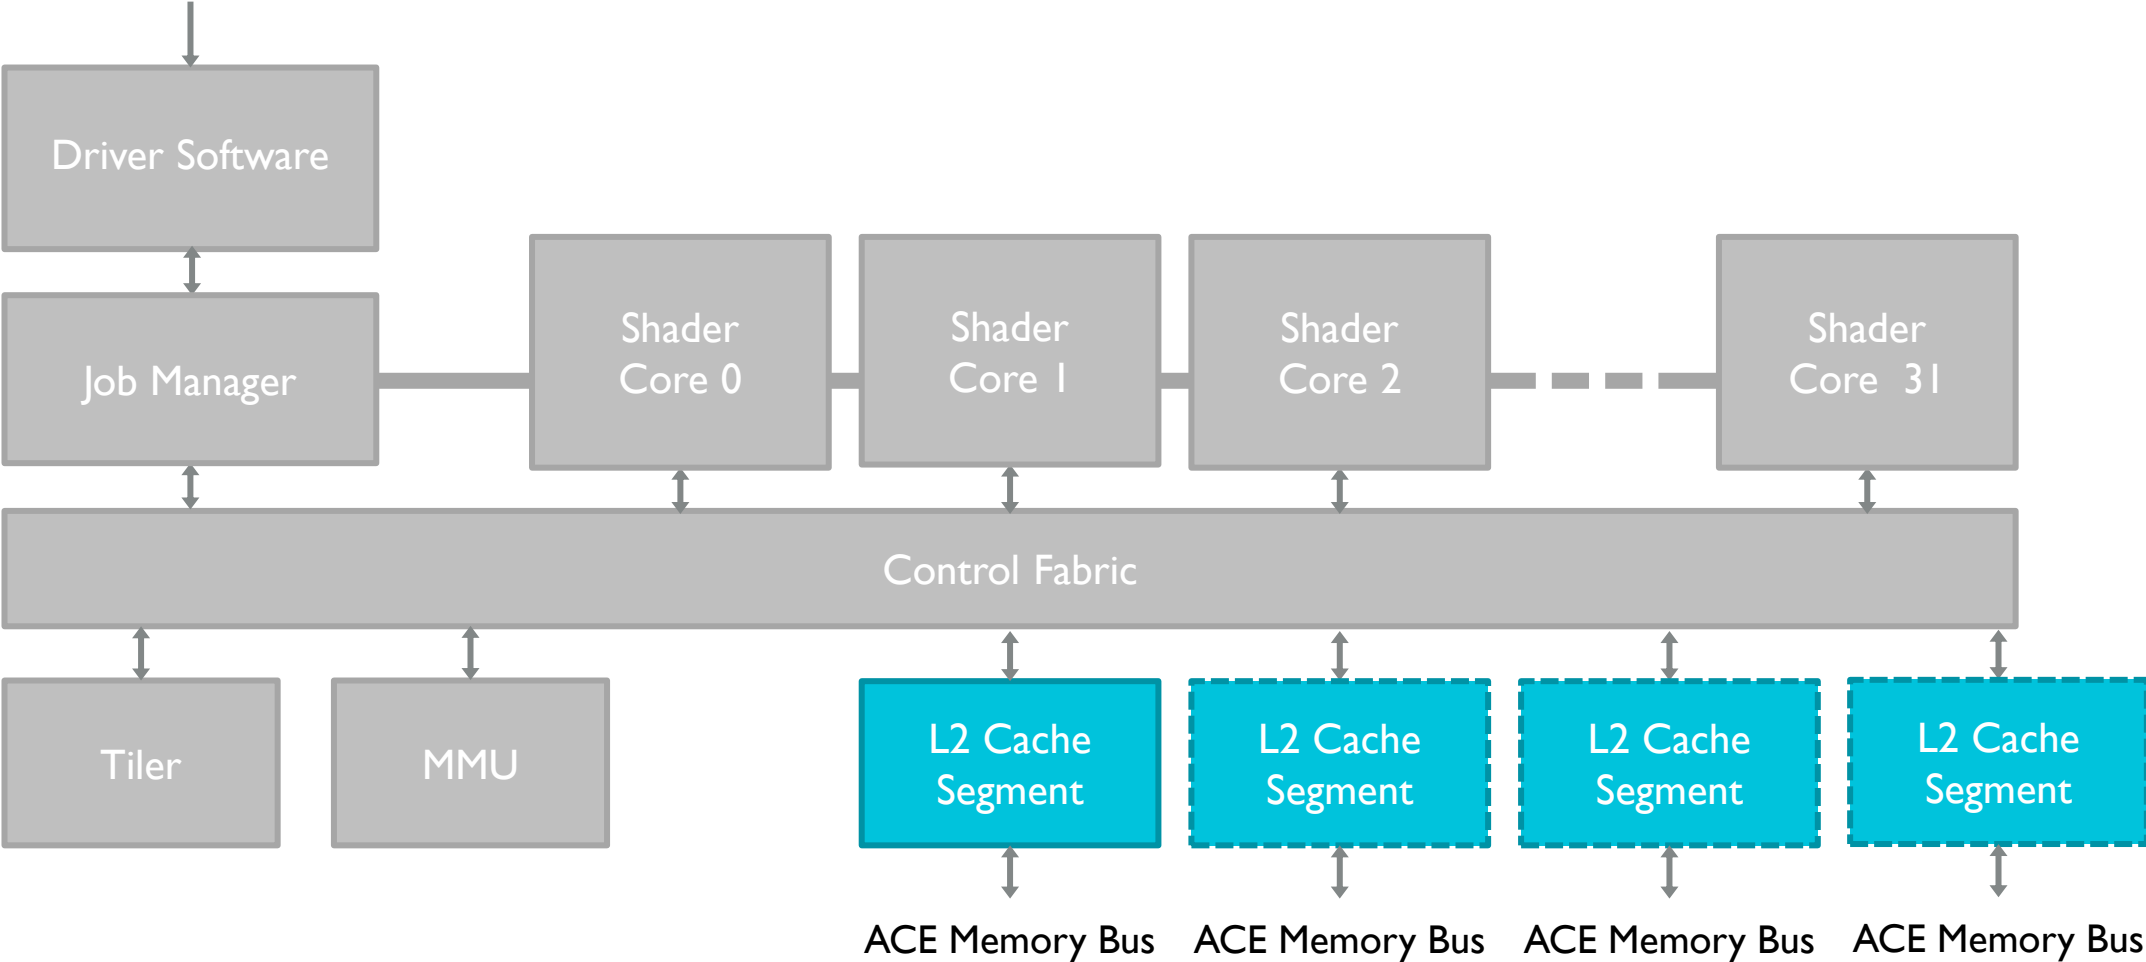 Driver Software
Job Manager
Shader
Core 0
Shader
Core 1
Shader
Core 2
Shader
Core 31
Control Fabric
Tiler
MMU
L2 Cache
Segment
L2 Cache
Segment
L2 Cache
Segment
L2 Cache
Segment
ACE Memory Bus
ACE Memory Bus
ACE Memory Bus
ACE Memory Bus